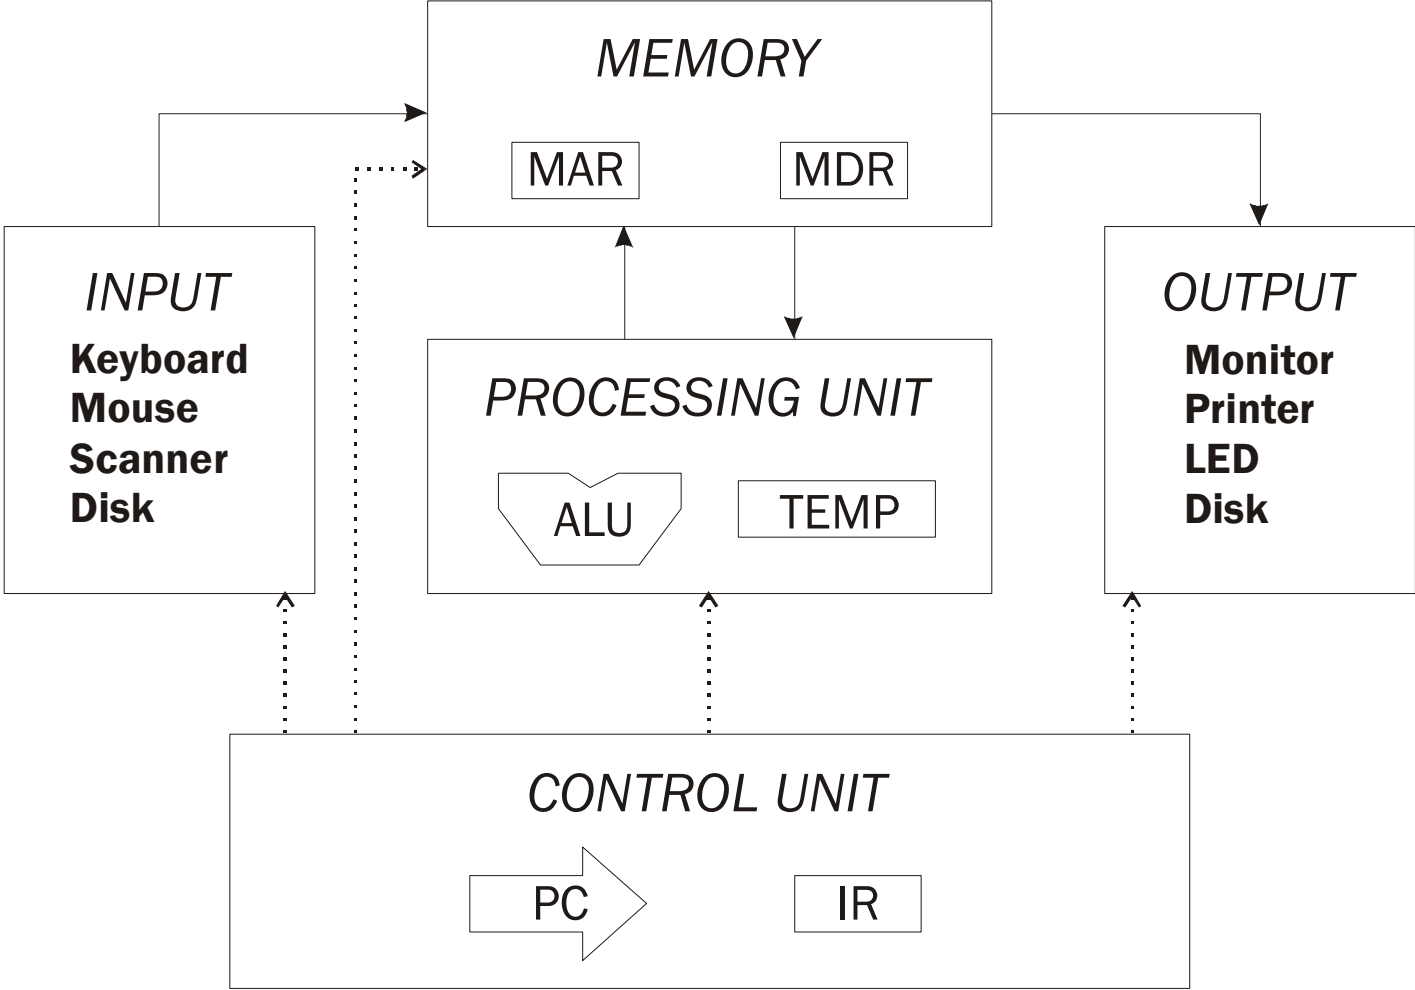 MEMORY
MAR
MDR
INPUT
Keyboard
Mouse
Scanner
Disk
PROCESSING UNIT
ALU
TEMP
OUTPUT
Monitor
Printer
LED
Disk
CONTROL UNIT
PC
IR